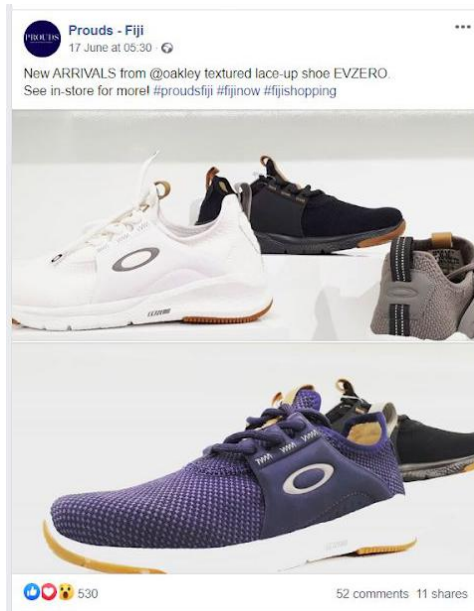 PROUDS
Prouds - Fiji
17 June at 05:30
New ARRIVALS from @oakley textured lace-up shoe EVZERO.
See in-store for more! #proudsfiji #fijinow #fijishopping
EVZERO
530
52 comments 11 shares